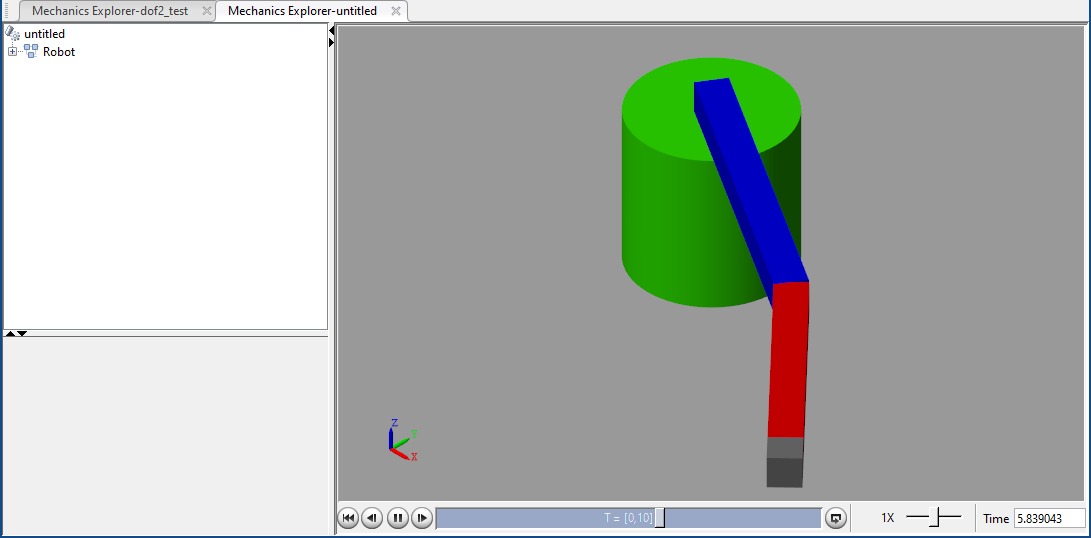 Mechanics Explorer-dof2_test
Mechanics Explorer-untitled
untitled
Robot
Z
Y
X
T = [0,10]
1X
Time 5.839043